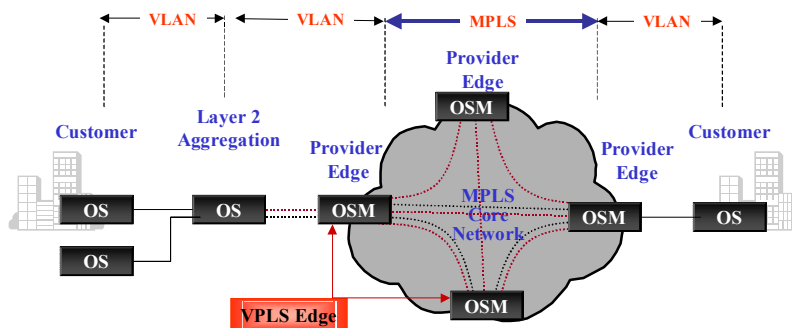 VLAN
VLAN
MPLS
VLAN
Provider
Edge
OSM
Customer
Layer 2
Aggregation
Provider
Edge
Provider
Edge
Customer
OS
OS
OSM
MPLS
Core
Network
OSM
OS
OS
VPLS Edge
OSM